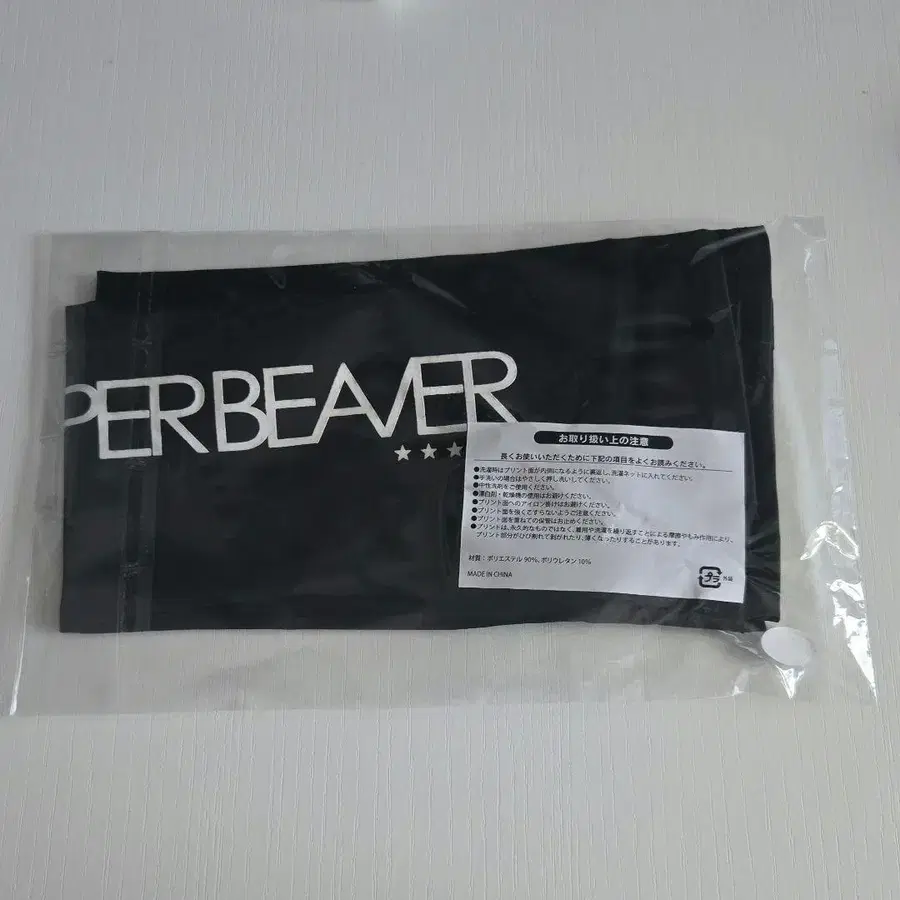 PER BEAVER
お取り扱い上の注意
長くお使いいただくために下記の項目をよくお読みください。
●洗濯時はプリント面が内側になるように裏返し、洗濯ネットに入れてください。
●手洗いの場合はやさしく押し洗いしてください。
●中性洗剤をご使用ください。
●漂白剤・乾燥機の使用はお避けください。
●プリント面へのアイロン掛けはお避けください。
●プリント面を強くこすらないようご注意ください。
●プリント面を重ねての保管はお止めください。
●プリントは、永久的なものではなく、着用や洗濯を繰り返すことによる摩擦やもみ作用により、
プリント部分がひび割れて剥がれたり、薄くなったりすることがあります。
材質：ポリエステル 90%、ポリウレタン 10%
MADE IN CHINA
プラ
外装